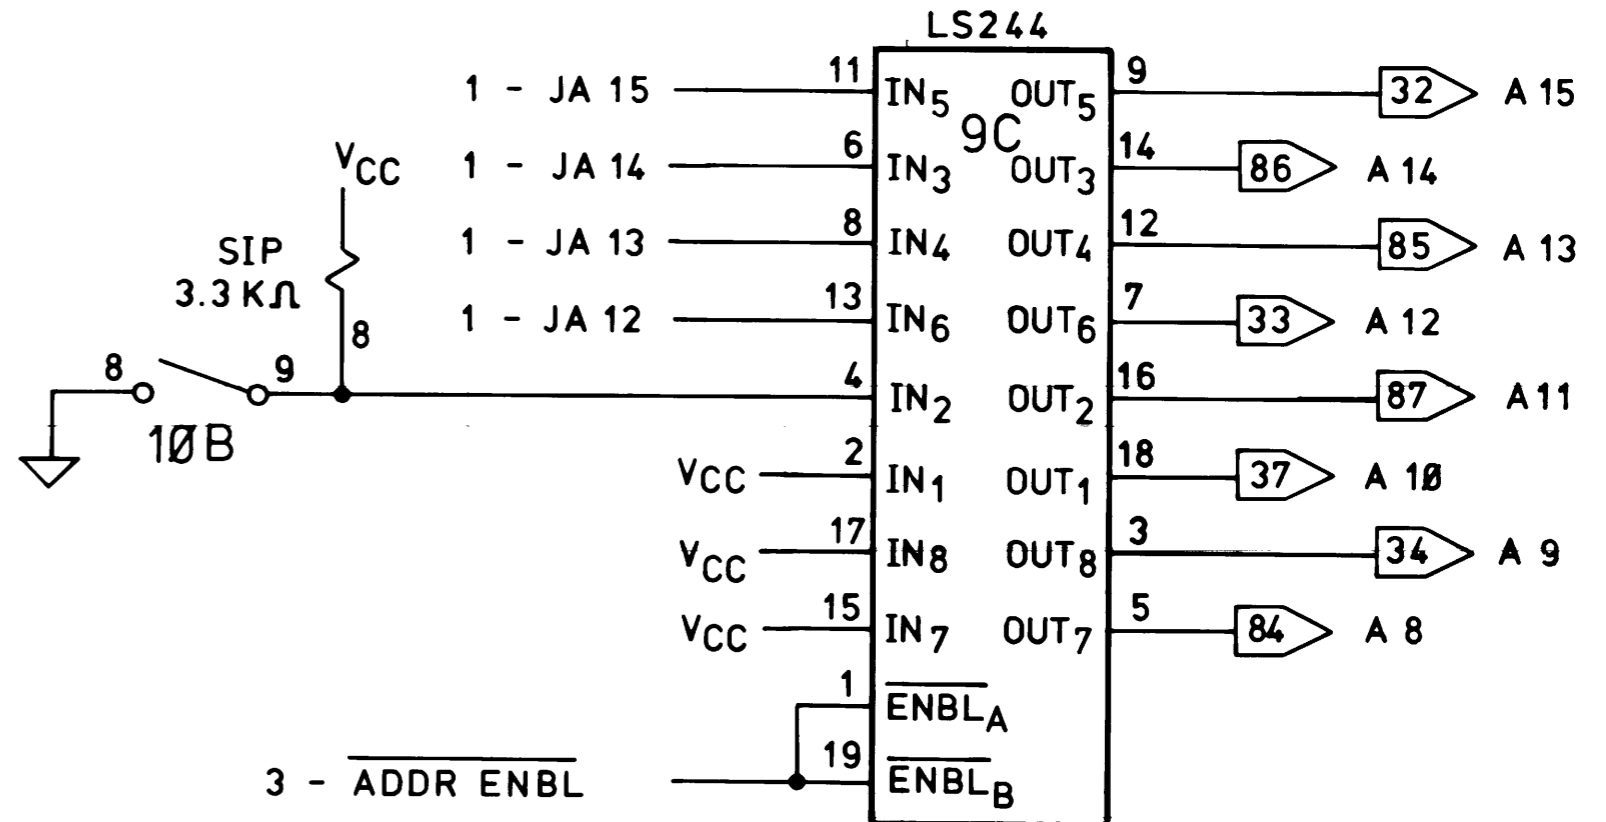 LS244
1 - JA 15 11 IN5 OUT5 9 32 A 15
9C
1 - JA 14 6 IN3 OUT3 14 86 A 14
VCC
1 - JA 13 8 IN4 OUT4 12 85 A 13
SIP
3.3 KΩ
1 - JA 12 13 IN6 OUT6 7 33 A 12
8
8 9 4 IN2 OUT2 16 87 A 11
10B
VCC 2 IN1 OUT1 18 37 A 10
VCC 17 IN8 OUT8 3 34 A 9
VCC 15 IN7 OUT7 5 84 A 8
1 ENBLA
3 - ADDR ENBL 19 ENBLB